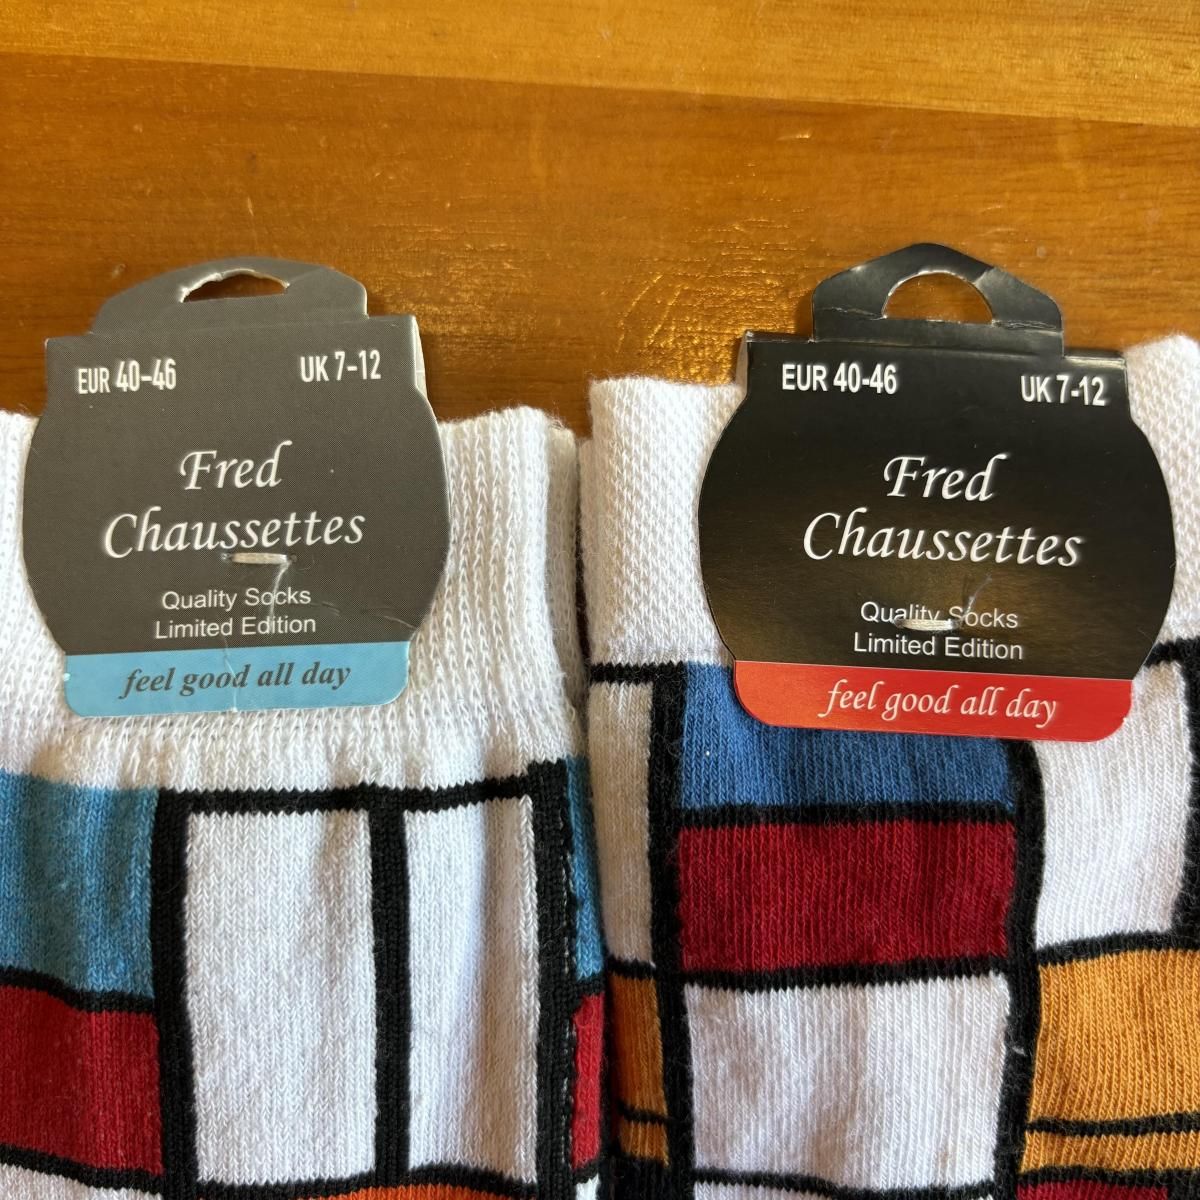 EUR 40-46 UK 7-12
Fred
Chaussettes
Quality Socks
Limited Edition
feel good all day
EUR 40-46 UK 7-12
Fred
Chaussettes
Quality Socks
Limited Edition
feel good all day